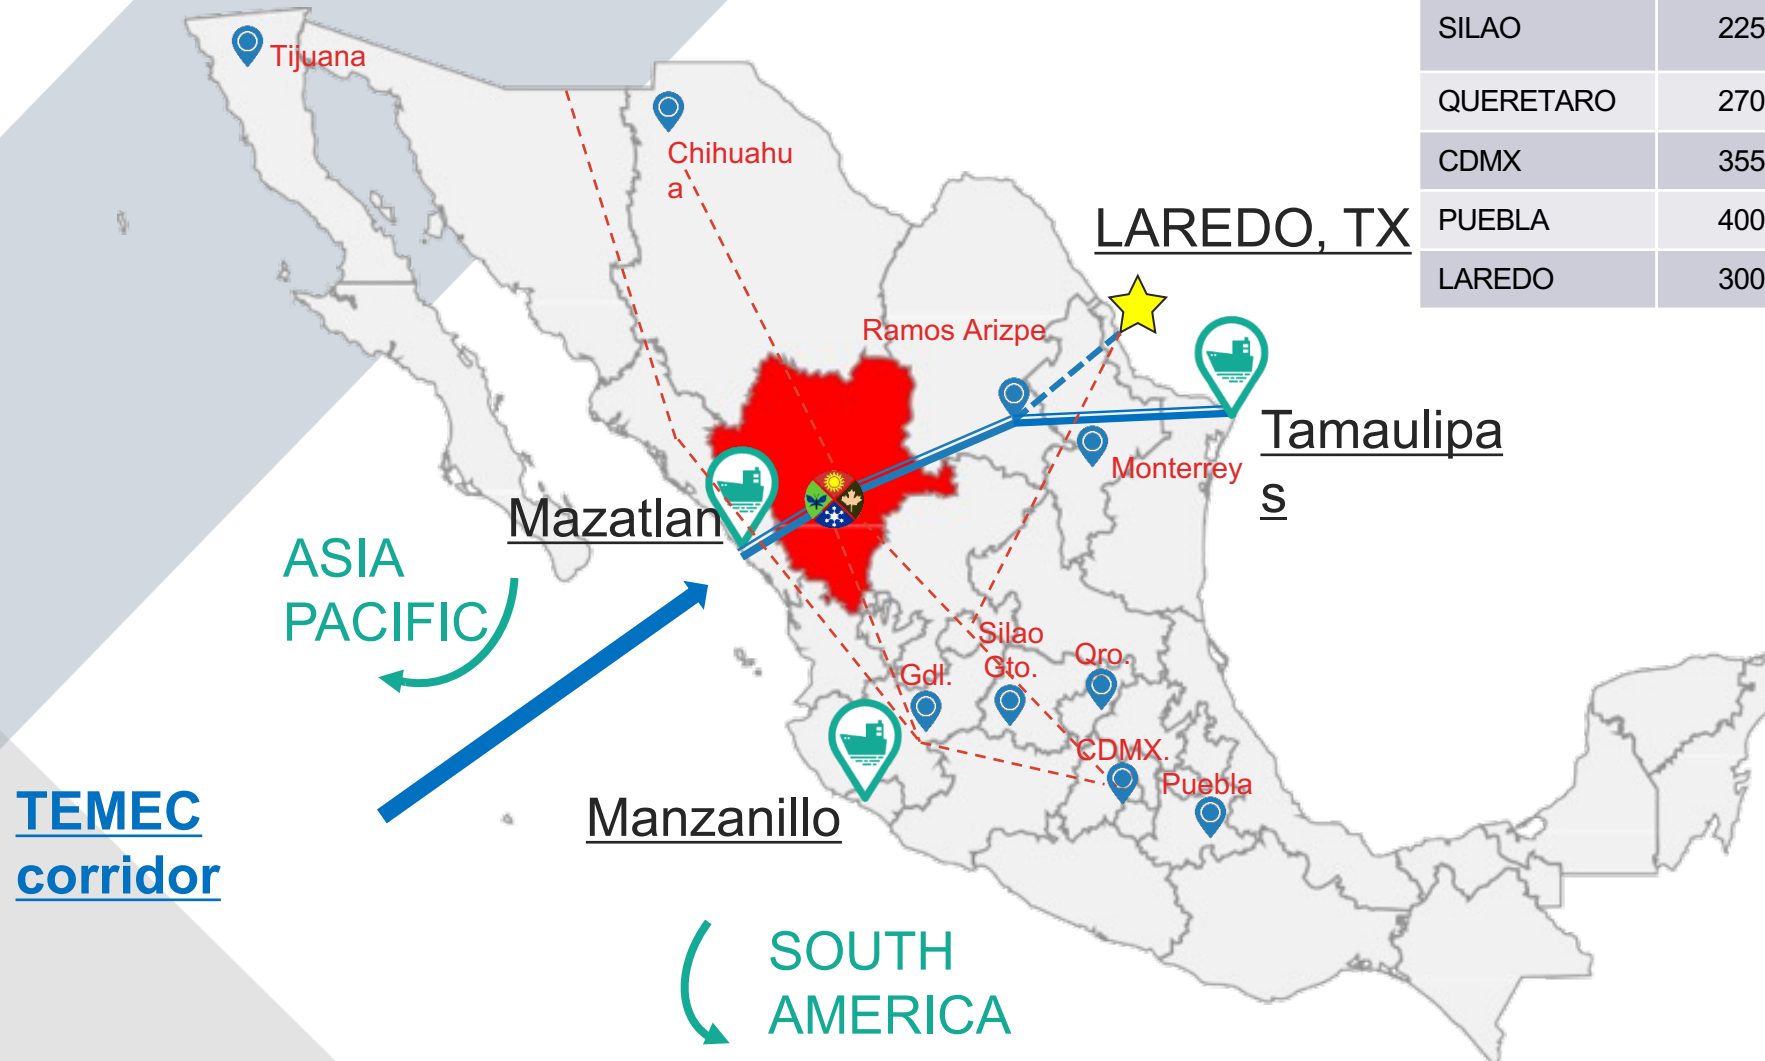 SILAO 225
QUERETARO 270
CDMX 355
PUEBLA 400
LAREDO 300
Tijuana
Chihuahu
a
LAREDO, TX
Ramos Arizpe
Tamaulipa
s
Monterrey
Mazatlan
ASIA
PACIFIC
Silao
Gto.
Qro.
Gdl.
CDMX.
Puebla
Manzanillo
TEMEC
corridor
SOUTH
AMERICA